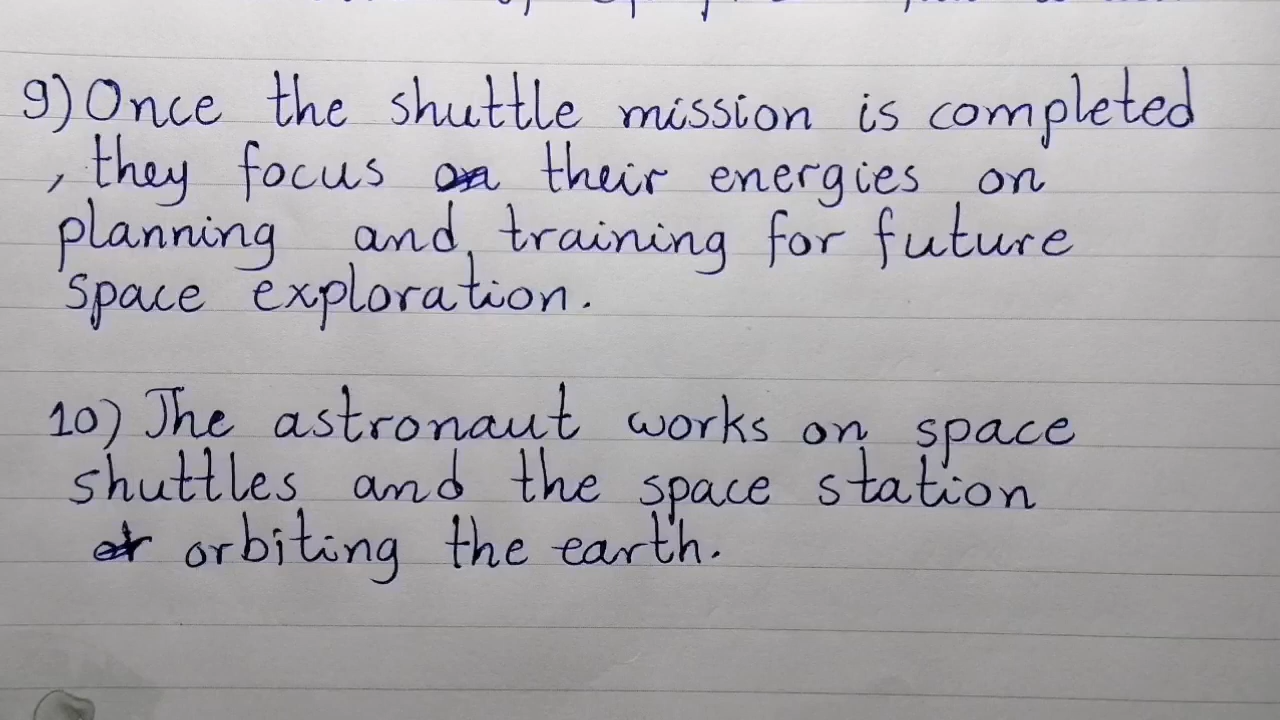 9) Once the shuttle mission is completed
, they focus on their energies on
planning and training for future
space exploration.
10) The astronaut works on space
shuttles and the space station
orbiting the earth.